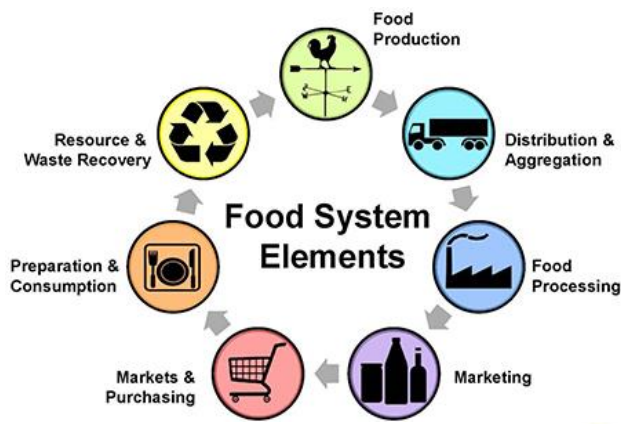 Food
Production
Distribution &
Aggregation
Food
Processing
Marketing
Markets &
Purchasing
Preparation &
Consumption
Resource &
Waste Recovery
Food System
Elements